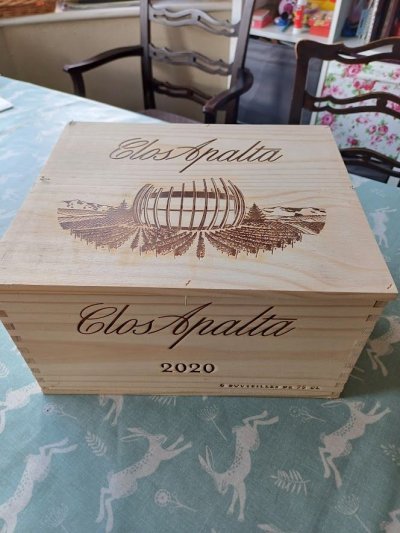 Clos Apalta
Clos Apalta
2020
6 BOUTEILLES DE 75 CL